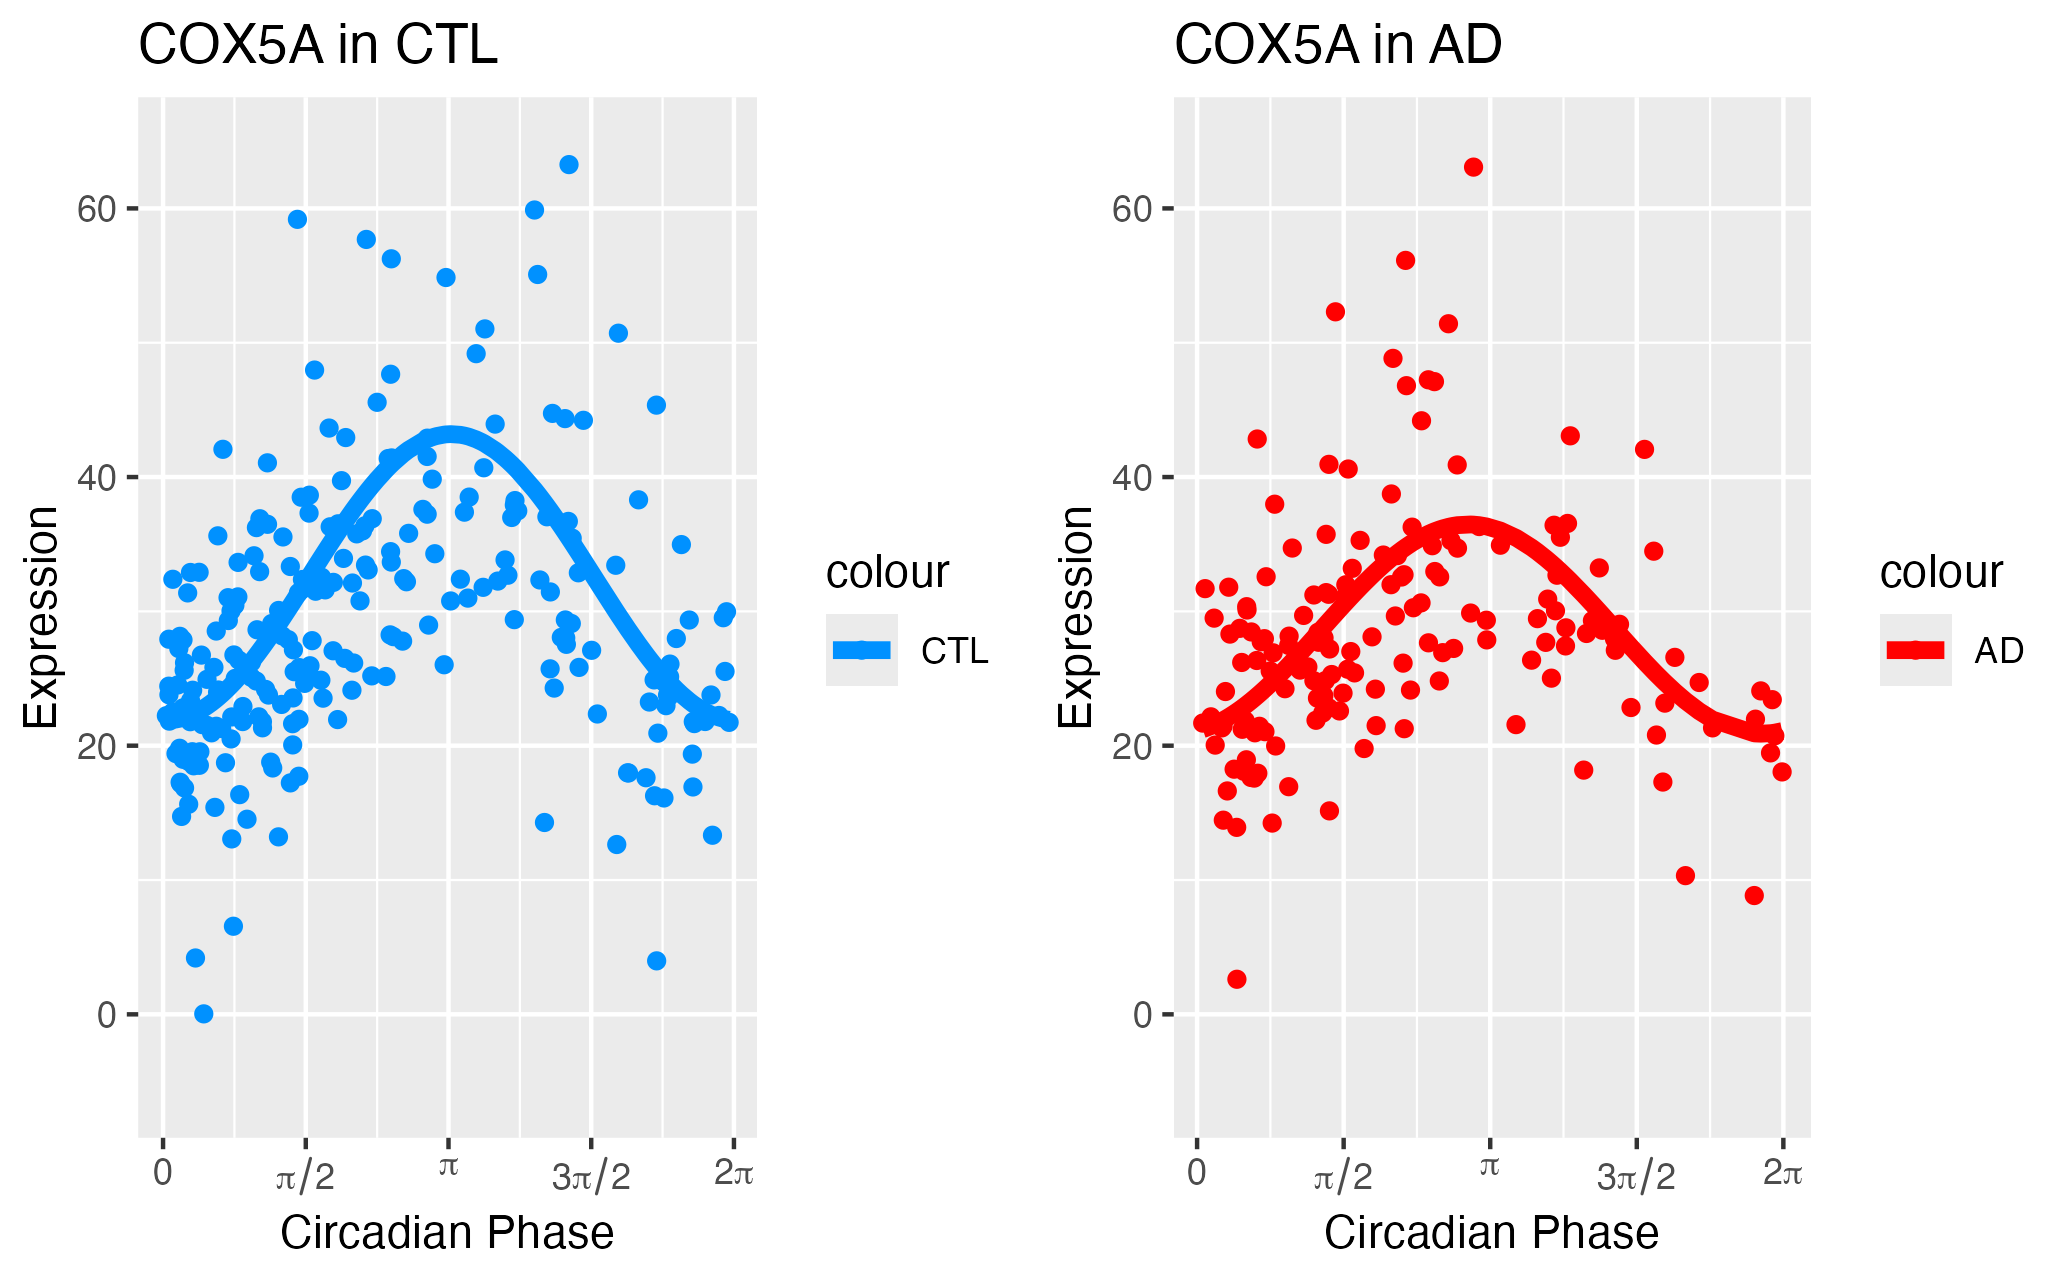 COX5A in CTL
Expression
60
40
20
0
0
π/2
π
3π/2
2π
Circadian Phase
colour
CTL
COX5A in AD
Expression
60
40
20
0
0
π/2
π
3π/2
2π
Circadian Phase
colour
AD